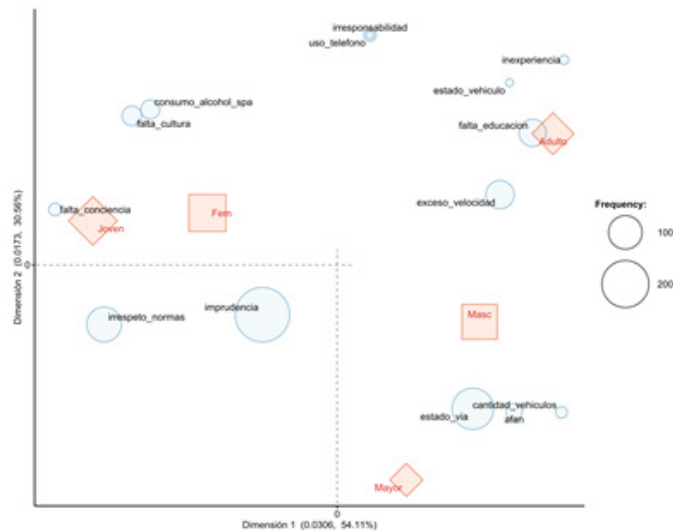 irresponsabilidad
uso_telefono
inexperiencia
estado_vehiculo
consumo_alcohol_spa
falta_cultura
falta_educacion
Adulto
falta_conciencia
Fem
Joven
exceso_velocidad
Frequency:
100
200
0
imprudencia
irrespeto_normas
Masc
cantidad_vehiculos
estado_via
afan
Mayor
0
Dimensión 1 (0.0306, 54.11%)
Dimensión 2 (0.0173, 30.56%)